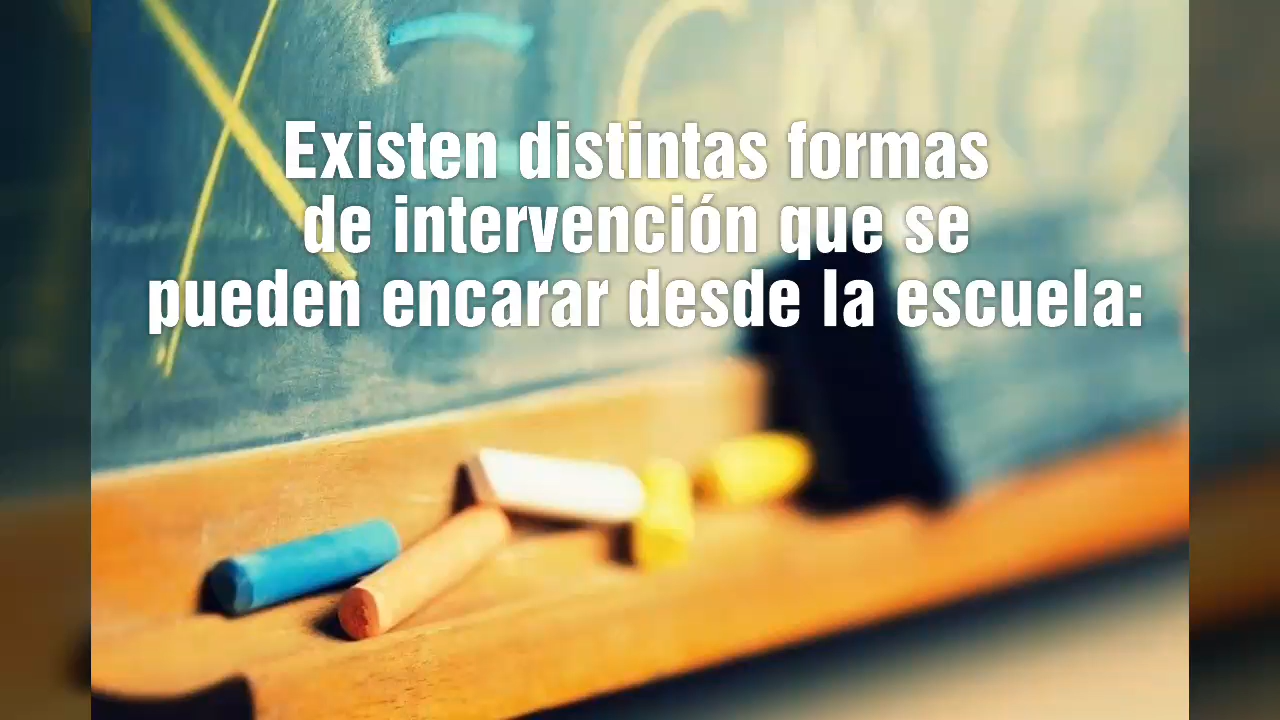 Existen distintas formas
de intervención que se
pueden encarar desde la escuela: